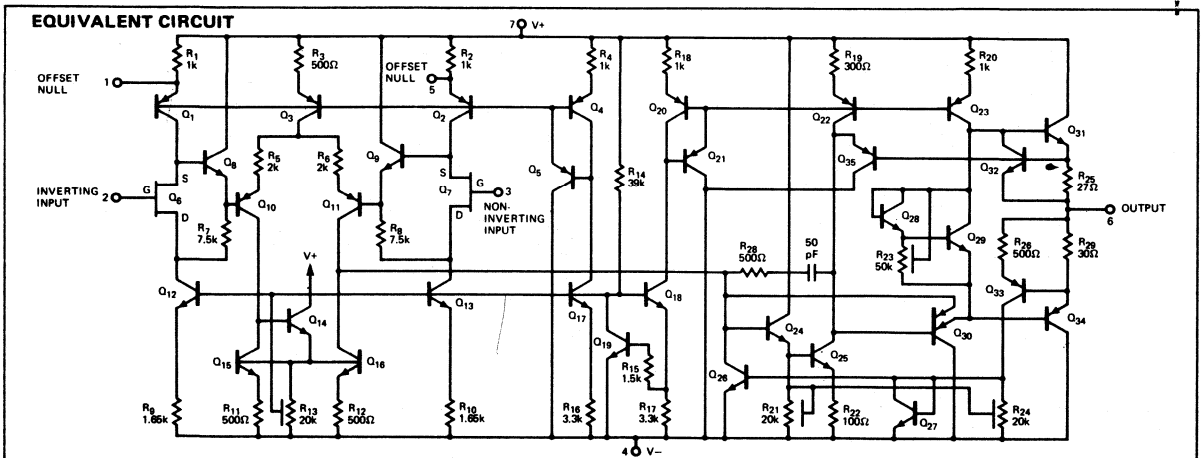 EQUIVALENT CIRCUIT
7 V+
R1
1k
R3
500Ω
R2
1k
R4
1k
R18
1k
R19
300Ω
R20
1k
OFFSET
NULL
1
OFFSET
NULL
5
Q1
Q3
Q2
Q4
Q20
Q22
Q23
Q31
Q8
R5
2k
R6
2k
Q9
Q5
R14
39k
Q21
Q35
Q32
R25
27Ω
INVERTING
INPUT
2
G
S
Q6
D
Q10
Q11
S
Q7
G
D
3
NON-
INVERTING
INPUT
Q28
OUTPUT
6
R7
7.5k
R8
7.5k
R28
500Ω
50
pF
R23
50k
Q29
R26
500Ω
R29
30Ω
V+
Q12
Q14
Q13
Q17
Q18
Q33
Q24
Q30
Q34
Q15
Q16
Q19
R15
1.5k
Q26
Q25
R9
1.65k
R11
500Ω
R13
20k
R12
500Ω
R10
1.65k
R16
3.3k
R17
3.3k
R21
20k
R22
100Ω
Q27
R24
20k
4 V−